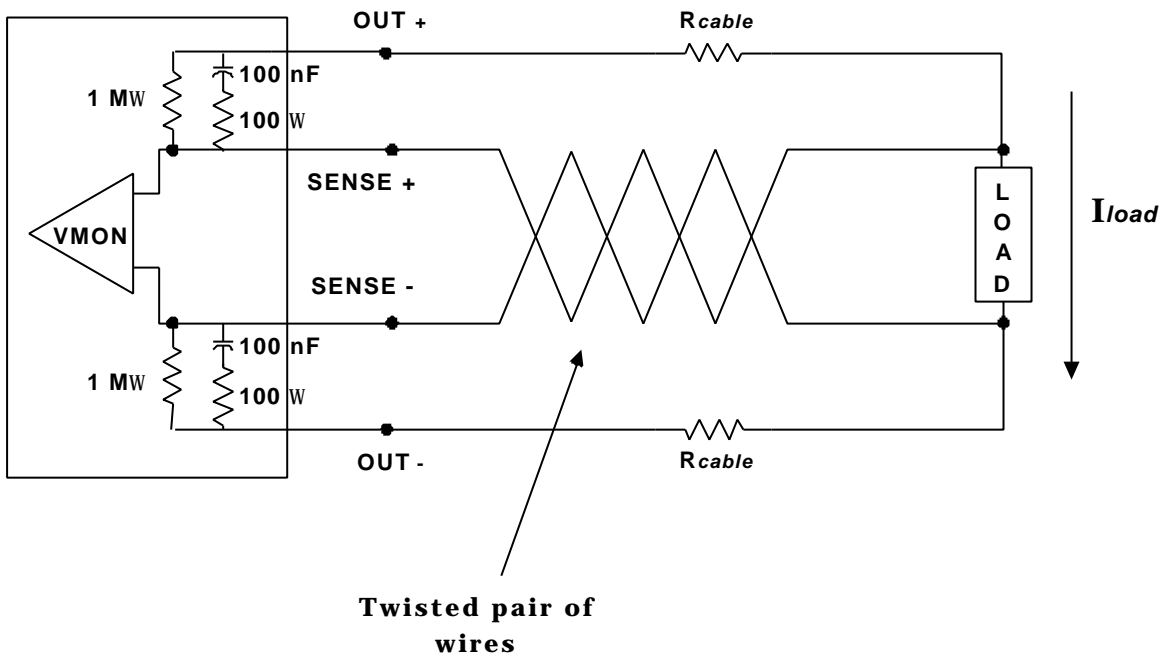 OUT +
Rcable
100 nF
1 MW
100 W
SENSE +
VMON
LOAD
Iload
SENSE -
100 nF
1 MW
100 W
OUT -
Rcable
Twisted pair of
wires